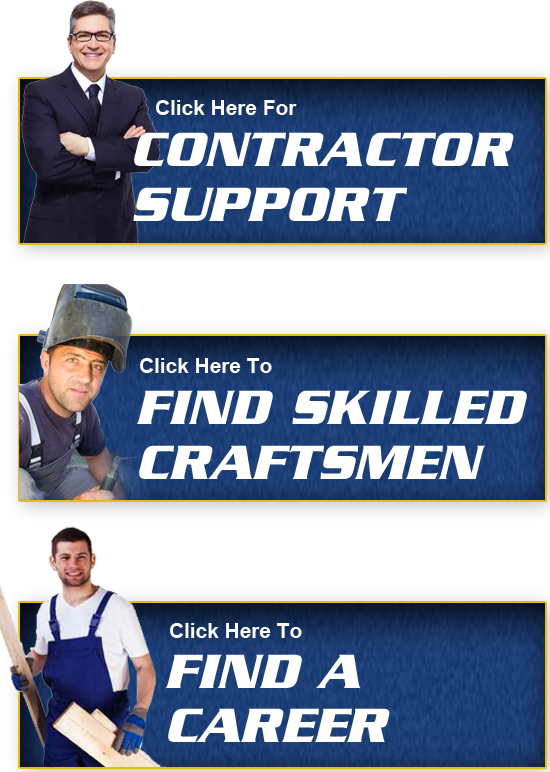 Click Here For
CONTRACTOR
SUPPORT
Click Here To
FIND SKILLED
CRAFTSMEN
Click Here To
FIND A
CAREER